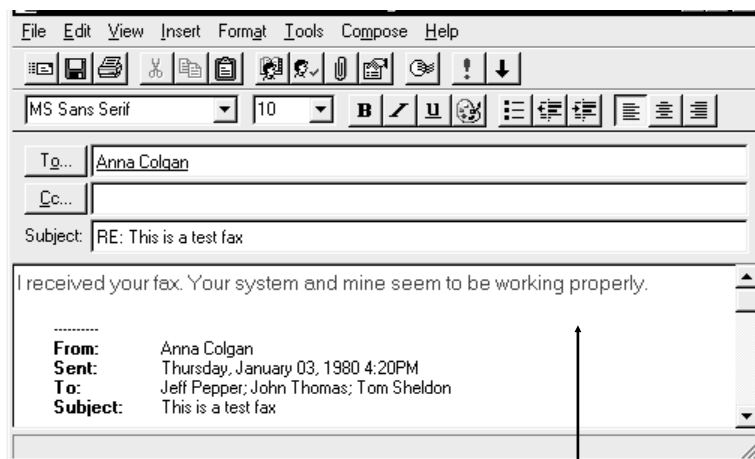 File Edit View Insert Format Tools Compose Help
MS Sans Serif 10 B I U
To... Anna Colgan
Cc...
Subject: RE: This is a test fax
I received your fax. Your system and mine seem to be working properly.
----------
From: Anna Colgan
Sent: Thursday, January 03, 1980 4:20PM
To: Jeff Pepper; John Thomas; Tom Sheldon
Subject: This is a test fax